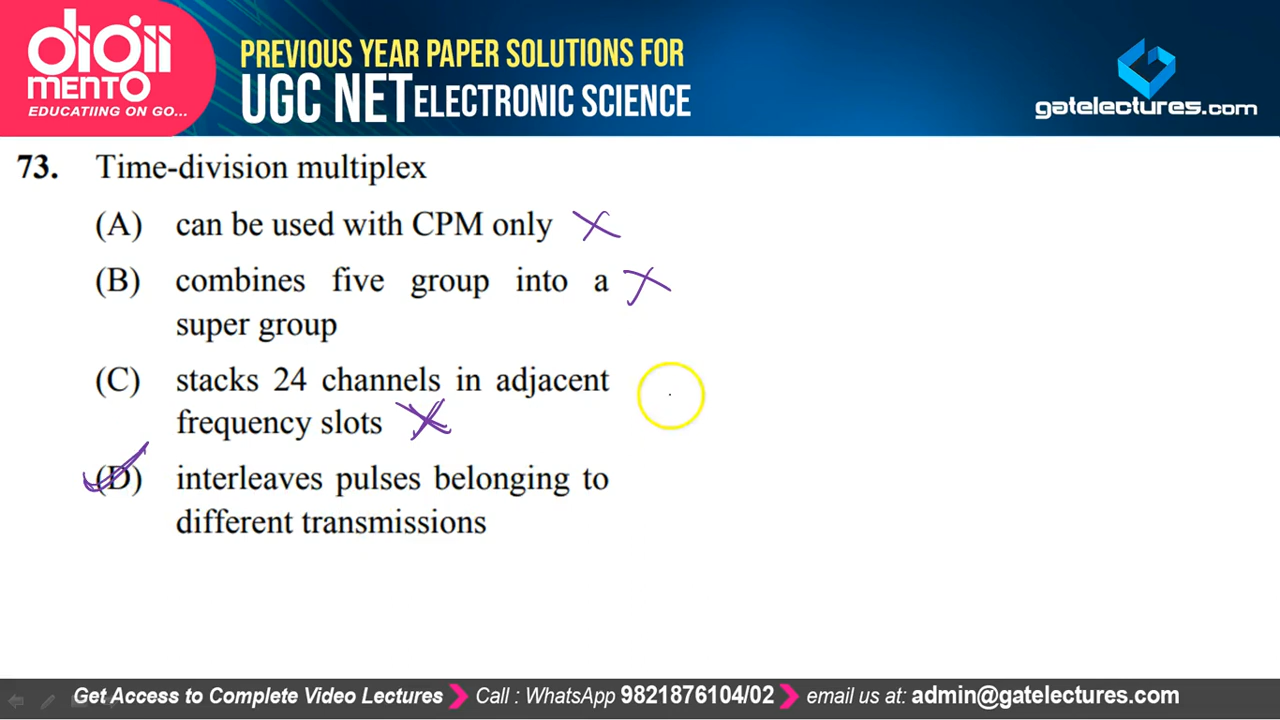 dioii
MENTO
EDUCATIING ON GO...
PREVIOUS YEAR PAPER SOLUTIONS FOR
UGC NET ELECTRONIC SCIENCE
gatelectures.com
73. Time-division multiplex
(A) can be used with CPM only
(B) combines five group into a
super group
(C) stacks 24 channels in adjacent
frequency slots
(D) interleaves pulses belonging to
different transmissions
Get Access to Complete Video Lectures Call : WhatsApp 9821876104/02 email us at: admin@gatelectures.com